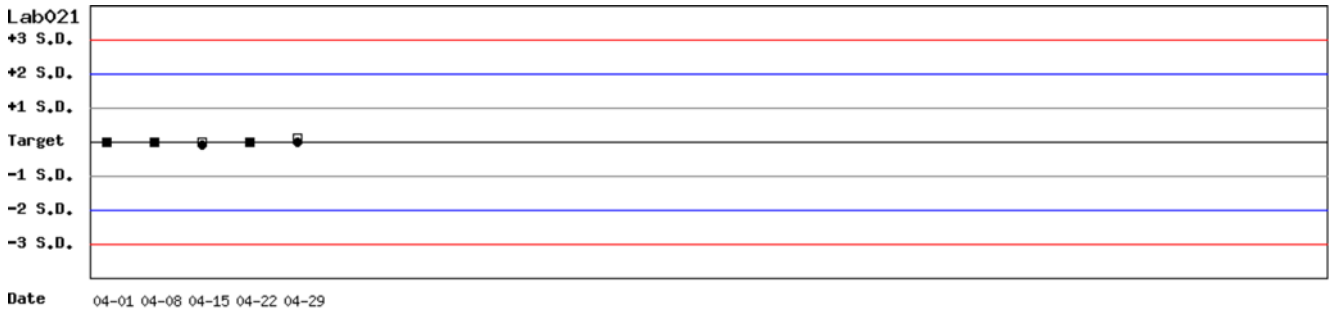 Lab021
+3 S.D.
+2 S.D.
+1 S.D.
Target
-1 S.D.
-2 S.D.
-3 S.D.
Date 04-01 04-08 04-15 04-22 04-29